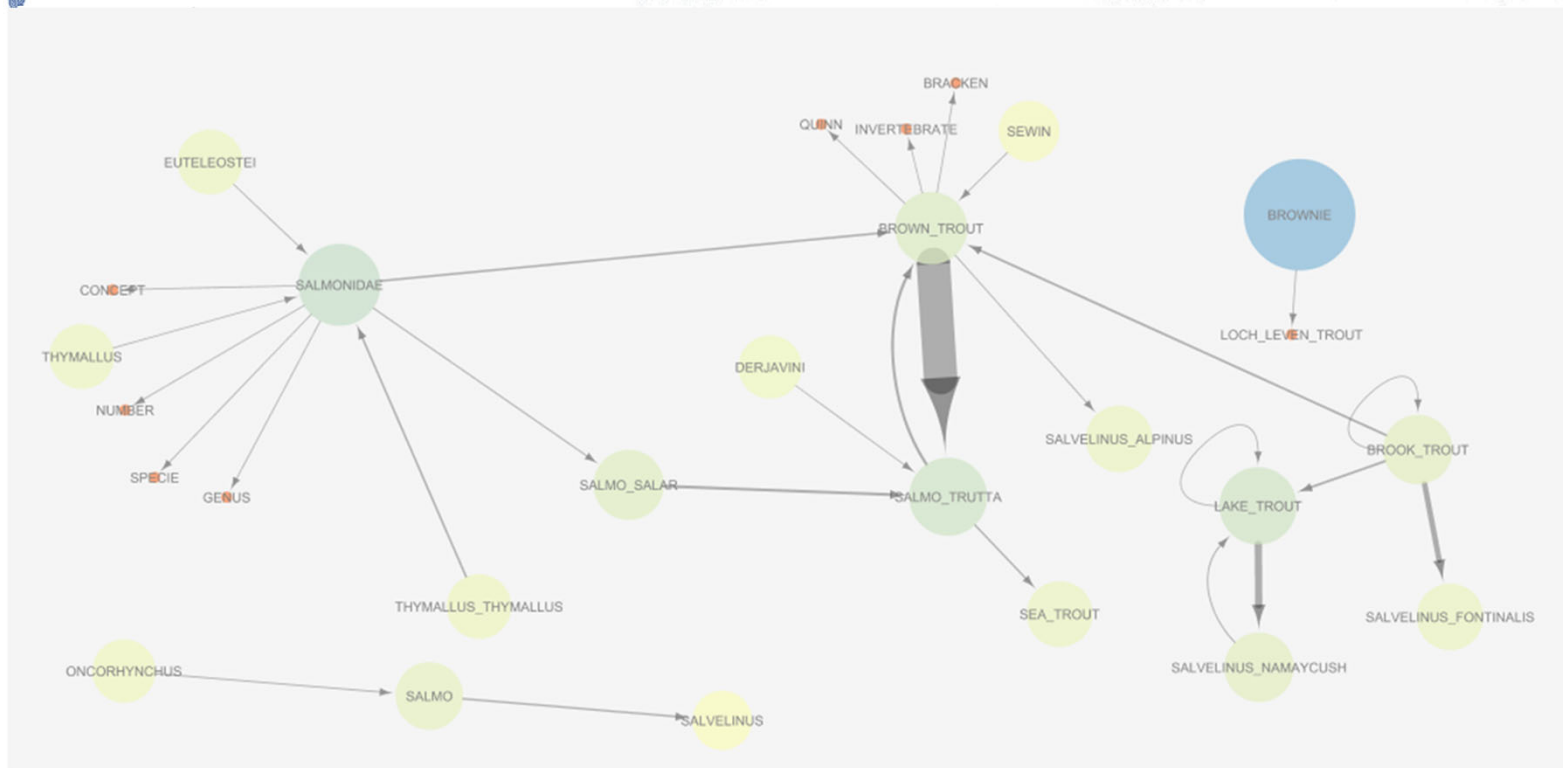 BRACKEN
QUINN
INVERTEBRATE
SEWIN
EUTELEOSTEI
BROWNIE
BROWN_TROUT
SALMONIDAE
CONCEPT
LOCH_LEVEN_TROUT
THYMALLUS
DERJAVINI
NUMBER
SALVELINUS_ALPINUS
BROOK_TROUT
SPECIE
SALMO_SALAR
GENUS
SALMO_TRUTTA
LAKE_TROUT
THYMALLUS_THYMALLUS
SEA_TROUT
SALVELINUS_FONTINALIS
SALVELINUS_NAMAYCUSH
ONCORHYNCHUS
SALMO
SALVELINUS